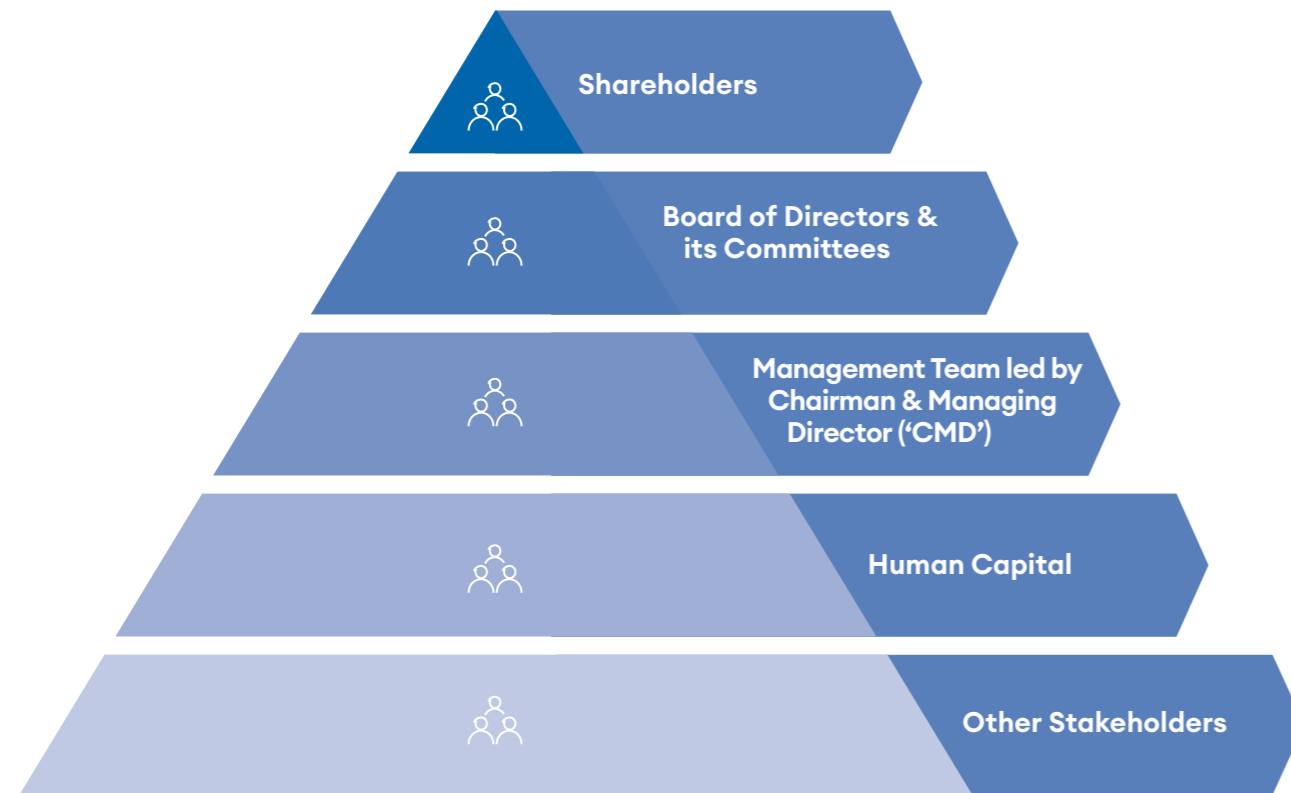 Shareholders
Board of Directors &
its Committees
Management Team led by
Chairman & Managing
Director (‘CMD’)
Human Capital
Other Stakeholders